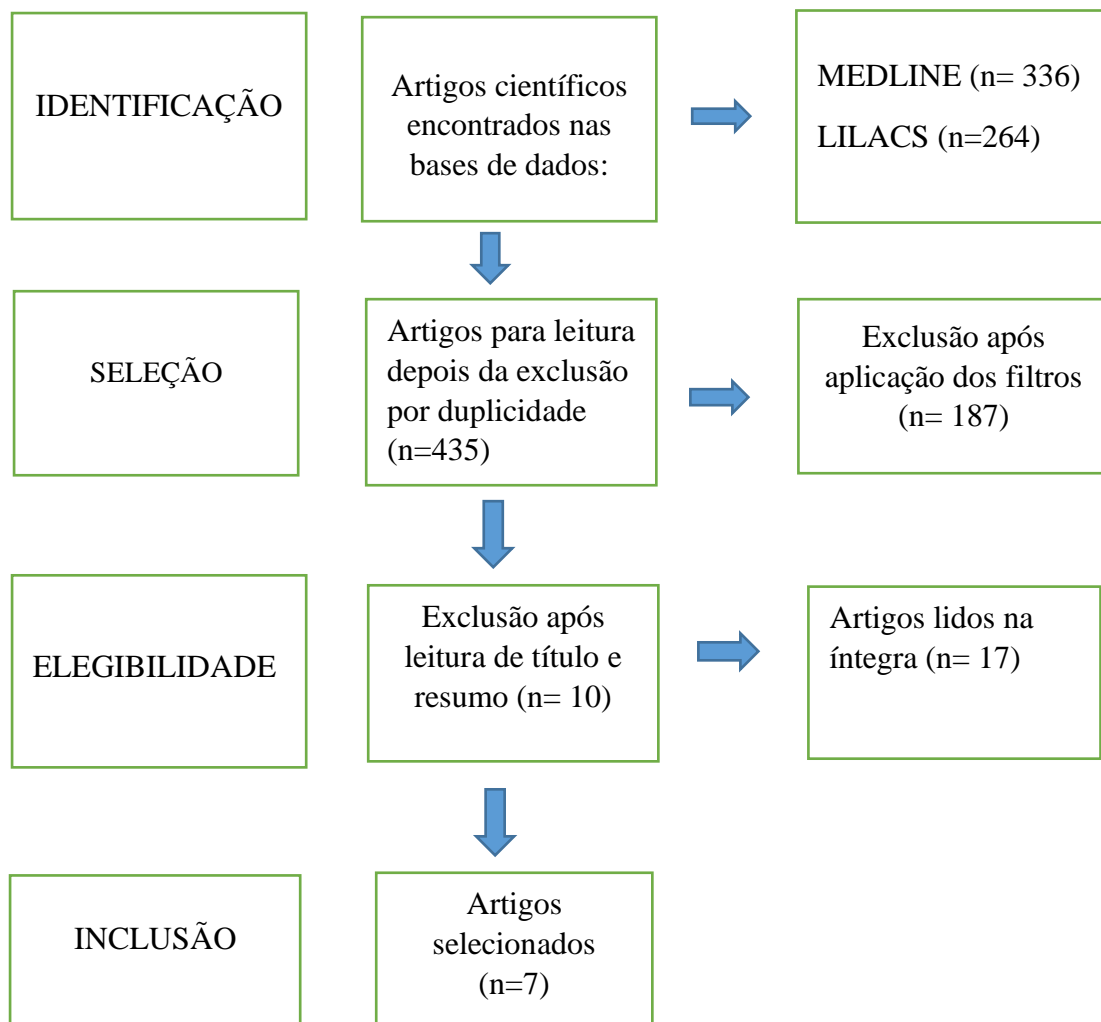 IDENTIFICAÇÃO
Artigos científicos
encontrados nas
bases de dados:
MEDLINE (n= 336)
LILACS (n=264)
SELEÇÃO
Artigos para leitura
depois da exclusão
por duplicidade
(n=435)
Exclusão após
aplicação dos filtros
(n= 187)
ELEGIBILIDADE
Exclusão após
leitura de título e
resumo (n= 10)
Artigos lidos na
íntegra (n= 17)
INCLUSÃO
Artigos
selecionados
(n=7)